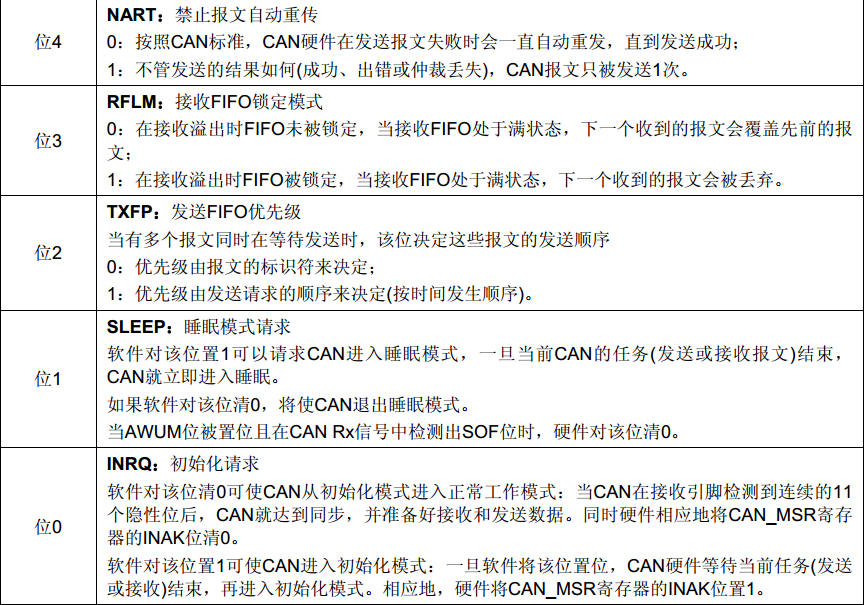 位4
NART：禁止报文自动重传
0：按照CAN标准，CAN硬件在发送报文失败时会一直自动重发，直到发送成功；
1：不管发送的结果如何(成功、出错或仲裁丢失)，CAN报文只被发送1次。
位3
RFLM：接收FIFO锁定模式
0：在接收溢出时FIFO未被锁定，当接收FIFO处于满状态，下一个收到的报文会覆盖先前的报
文；
1：在接收溢出时FIFO被锁定，当接收FIFO处于满状态，下一个收到的报文会被丢弃。
位2
TXFP：发送FIFO优先级
当有多个报文同时在等待发送时，该位决定这些报文的发送顺序
0：优先级由报文的标识符来决定；
1：优先级由发送请求的顺序来决定(按时间发生顺序)。
位1
SLEEP：睡眠模式请求
软件对该位置1可以请求CAN进入睡眠模式，一旦当前CAN的任务(发送或接收报文)结束，
CAN就立即进入睡眠。
如果软件对该位清0，将使CAN退出睡眠模式。
当AWUM位被置位且在CAN Rx信号中检测出SOF位时，硬件对该位清0。
位0
INRQ：初始化请求
软件对该位清0可使CAN从初始化模式进入正常工作模式：当CAN在接收引脚检测到连续的11
个隐性位后，CAN就达到同步，并准备好接收和发送数据。同时硬件相应地将CAN_MSR寄存
器的INAK位清0。
软件对该位置1可使CAN进入初始化模式：一旦软件将该位置位，CAN硬件等待当前任务(发送
或接收)结束，再进入初始化模式。相应地，硬件将CAN_MSR寄存器的INAK位置1。